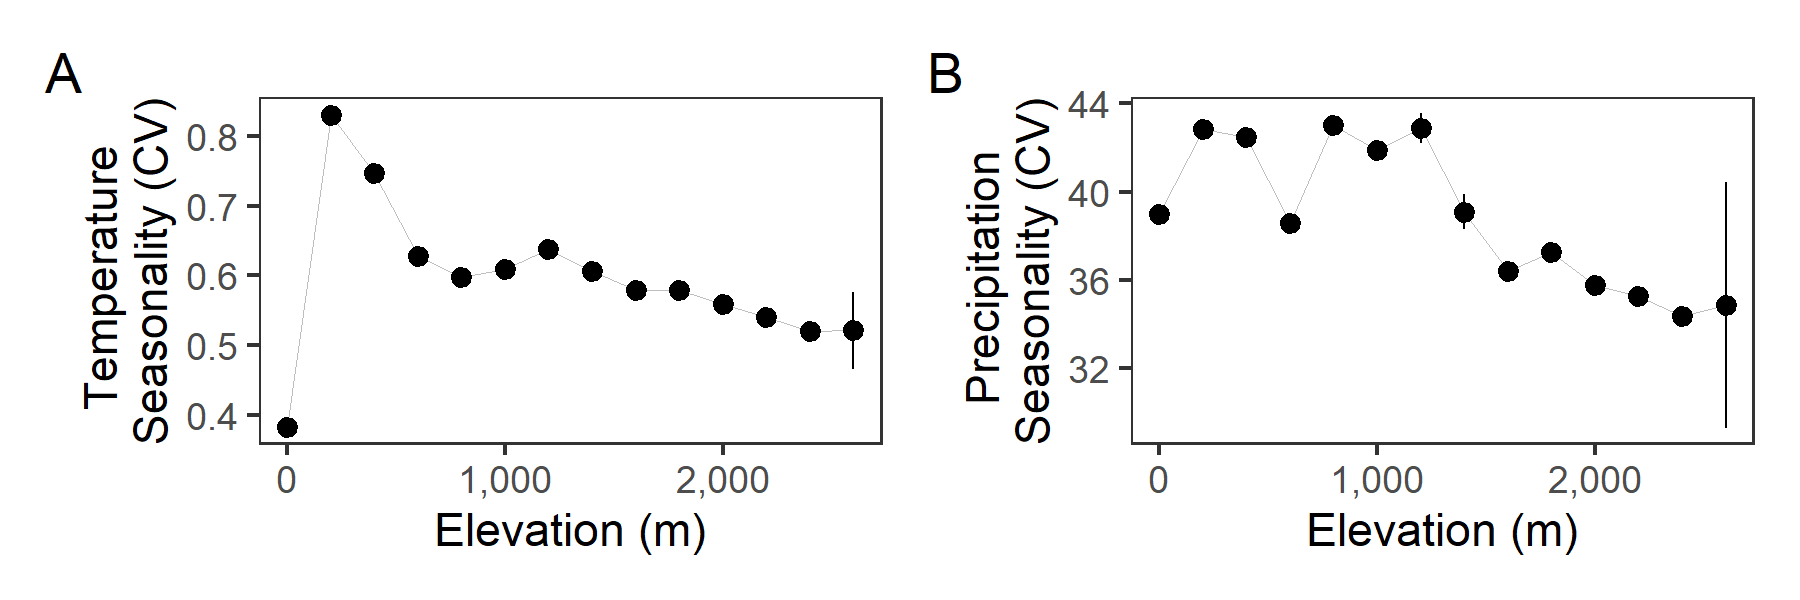 A
Temperature
Seasonality (CV)
0.8
0.7
0.6
0.5
0.4
0 1,000 2,000
Elevation (m)
B
Precipitation
Seasonality (CV)
44
40
36
32
0 1,000 2,000
Elevation (m)